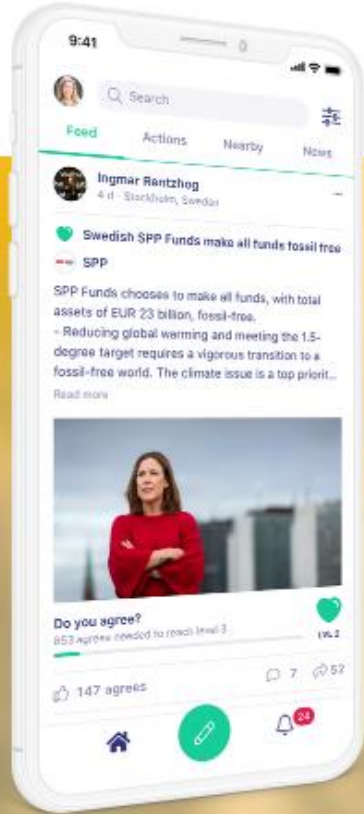 9:41
Search
Feed Actions Nearby News
Ingmar Rentzhog
4 d · Stockholm, Sweden
Swedish SPP Funds make all funds fossil free
SPP
SPP Funds chooses to make all funds, with total
assets of EUR 23 billion, fossil-free.
- Reducing global warming and meeting the 1.5-
degree target requires a vigorous transition to a
fossil-free world. The climate issue is a top priorit...
Read more
Do you agree?
853 agrees needed to reach level 3
LVL 2
147 agrees 7 52
24